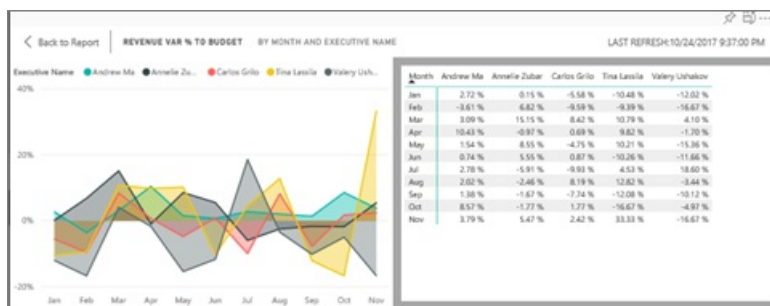 Back to Report REVENUE VAR % TO BUDGET BY MONTH AND EXECUTIVE NAME LAST REFRESH:10/24/2017 9:37:00 PM
Executive Name Andrew Ma Annelie Zu... Carlos Grilo Tina Lassila Valery Ush...
40%
20%
0%
-20%
Jan Feb Mar Apr May Jun Jul Aug Sep Oct Nov
Month Andrew Ma Annelie Zubar Carlos Grilo Tina Lassila Valery Ushakov
Jan 2.72 % 0.15 % -5.58 % -10.48 % -12.02 %
Feb -3.61 % 6.82 % -9.59 % -9.39 % -16.67 %
Mar 3.09 % 15.15 % 8.42 % 10.79 % 4.10 %
Apr 10.43 % -0.97 % 0.69 % 9.82 % -1.70 %
May 1.54 % 8.55 % -4.75 % 10.21 % -15.36 %
Jun 0.74 % 5.55 % 0.87 % -10.26 % -11.66 %
Jul 2.78 % -5.91 % -9.93 % 4.53 % 18.60 %
Aug 2.02 % -2.46 % 8.19 % 12.82 % -3.44 %
Sep 1.38 % -1.67 % -7.74 % -12.08 % -10.12 %
Oct 8.57 % -1.77 % 1.77 % -16.67 % -4.97 %
Nov 3.79 % 5.47 % 2.42 % 33.33 % -16.67 %